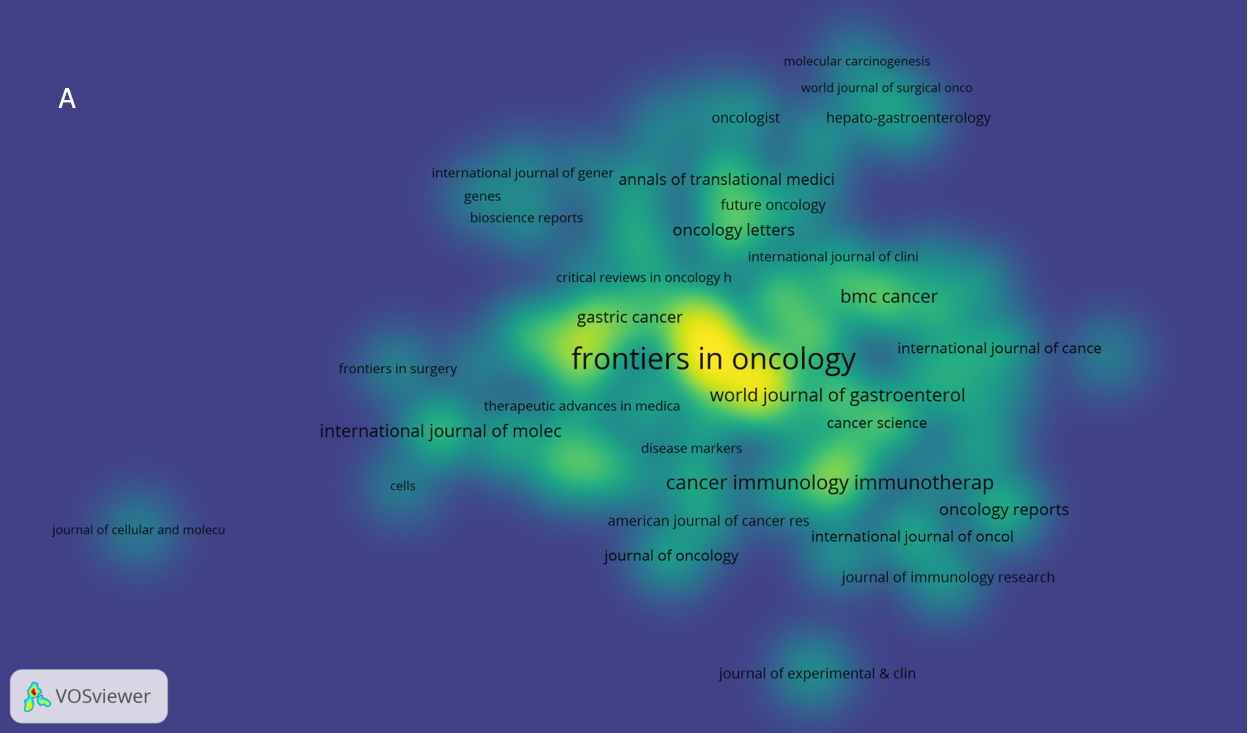 molecular carcinogenesis
world journal of surgical onco
A
oncologist
hepato-gastroenterology
international journal of gener
annals of translational medici
genes
future oncology
bioscience reports
oncology letters
international journal of clini
critical reviews in oncology h
bmc cancer
gastric cancer
international journal of cance
frontiers in oncology
frontiers in surgery
world journal of gastroenterol
therapeutic advances in medica
cancer science
international journal of molec
disease markers
cancer immunology immunotherap
cells
oncology reports
american journal of cancer res
journal of cellular and molecu
international journal of oncol
journal of oncology
journal of immunology research
journal of experimental & clin
VOSviewer